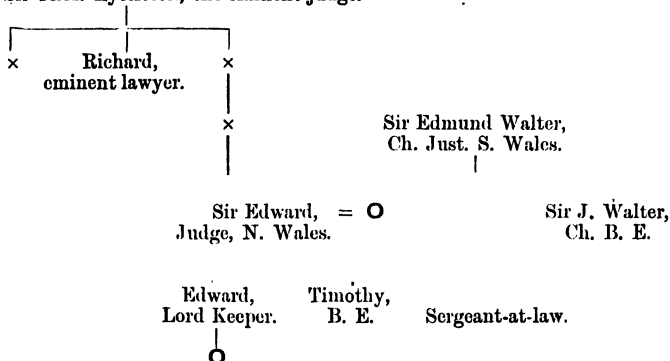 × Richard, ×
eminent lawyer.
×
Sir Edmund Walter,
Ch. Just. S. Wales.
Sir Edward, = O
Judge, N. Wales.
Sir J. Walter,
Ch. B. E.
Edward,
Lord Keeper.
Timothy,
B. E.
Sergeant-at-law.
O